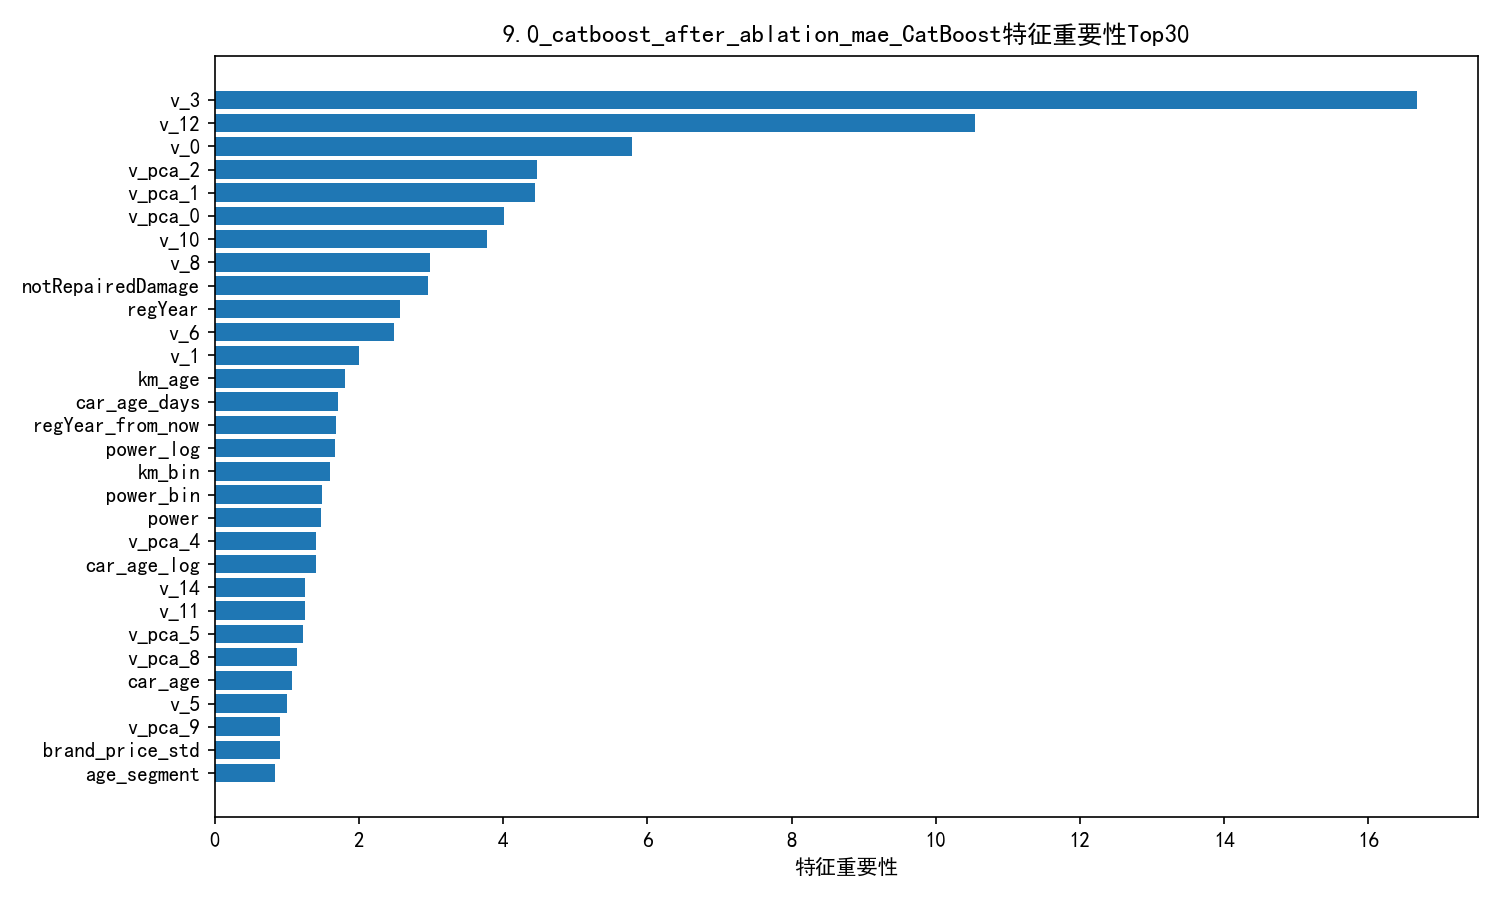 9.0_catboost_after_ablation_mae_CatBoost特征重要性Top30
v_3
v_12
v_0
v_pca_2
v_pca_1
v_pca_0
v_10
v_8
notRepairedDamage
regYear
v_6
v_1
km_age
car_age_days
regYear_from_now
power_log
km_bin
power_bin
power
v_pca_4
car_age_log
v_14
v_11
v_pca_5
v_pca_8
car_age
v_5
v_pca_9
brand_price_std
age_segment
0 2 4 6 8 10 12 14 16
特征重要性